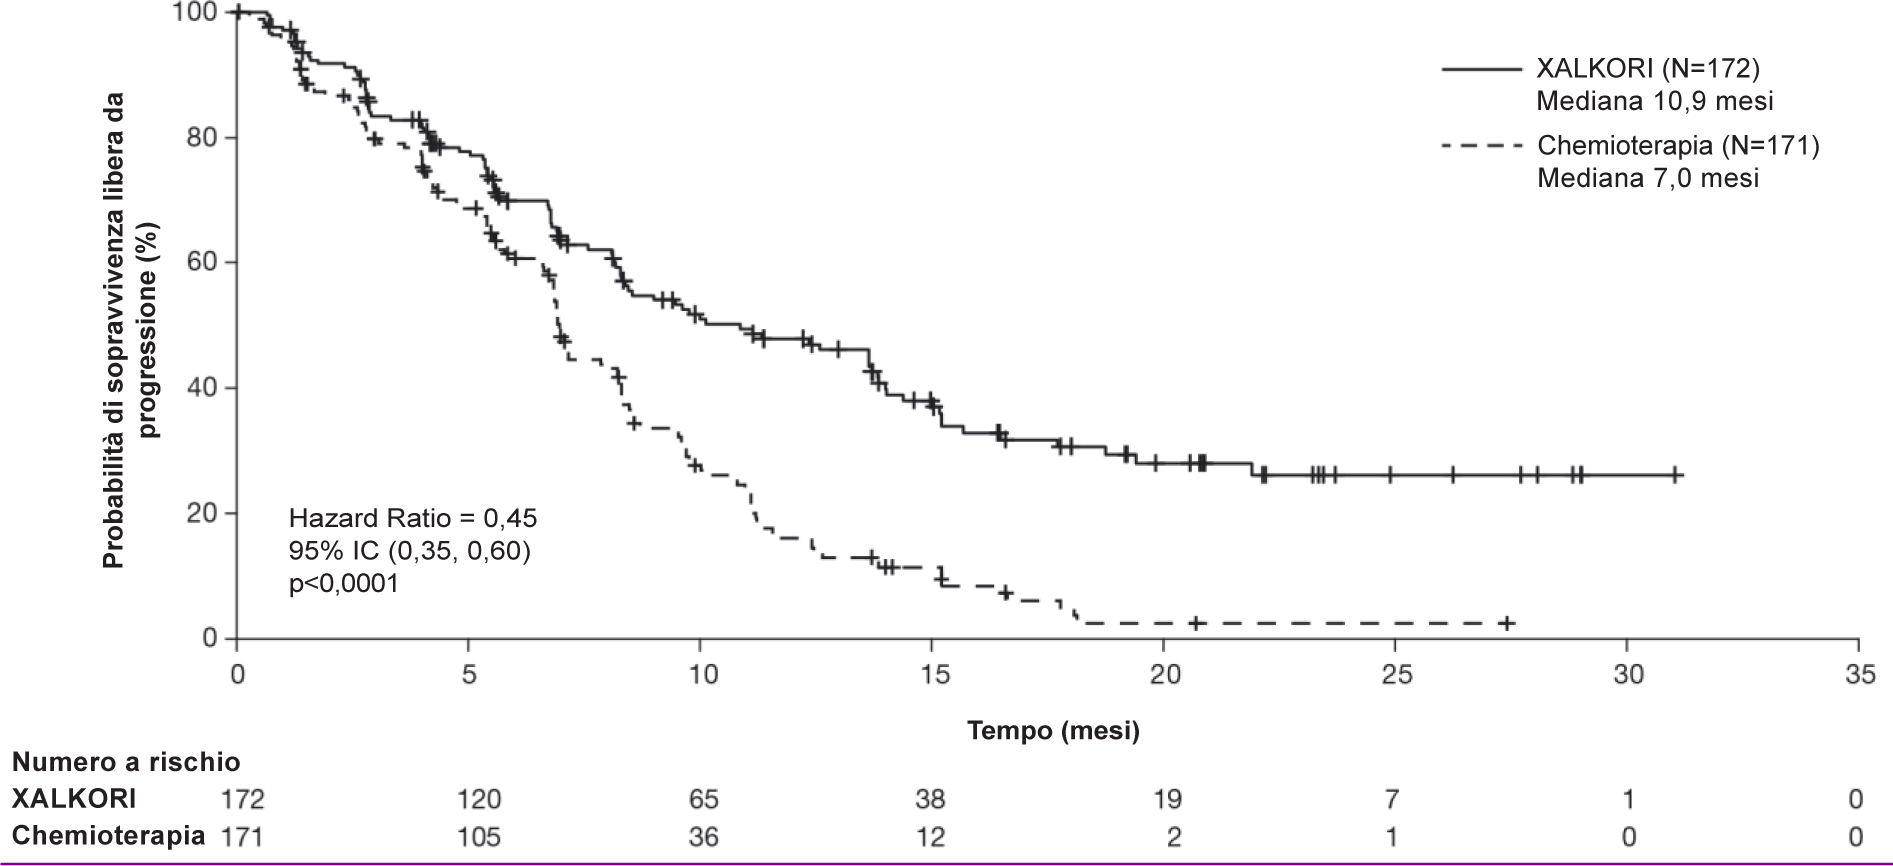 100
80
60
40
20
0
Probabilità di sopravvivenza libera da
progressione (%)
XALKORI (N=172)
Mediana 10,9 mesi
Chemioterapia (N=171)
Mediana 7,0 mesi
Hazard Ratio = 0,45
95% IC (0,35, 0,60)
p<0,0001
0 5 10 15 20 25 30 35
Tempo (mesi)
Numero a rischio
XALKORI 172 120 65 38 19 7 1 0
Chemioterapia 171 105 36 12 2 1 0 0